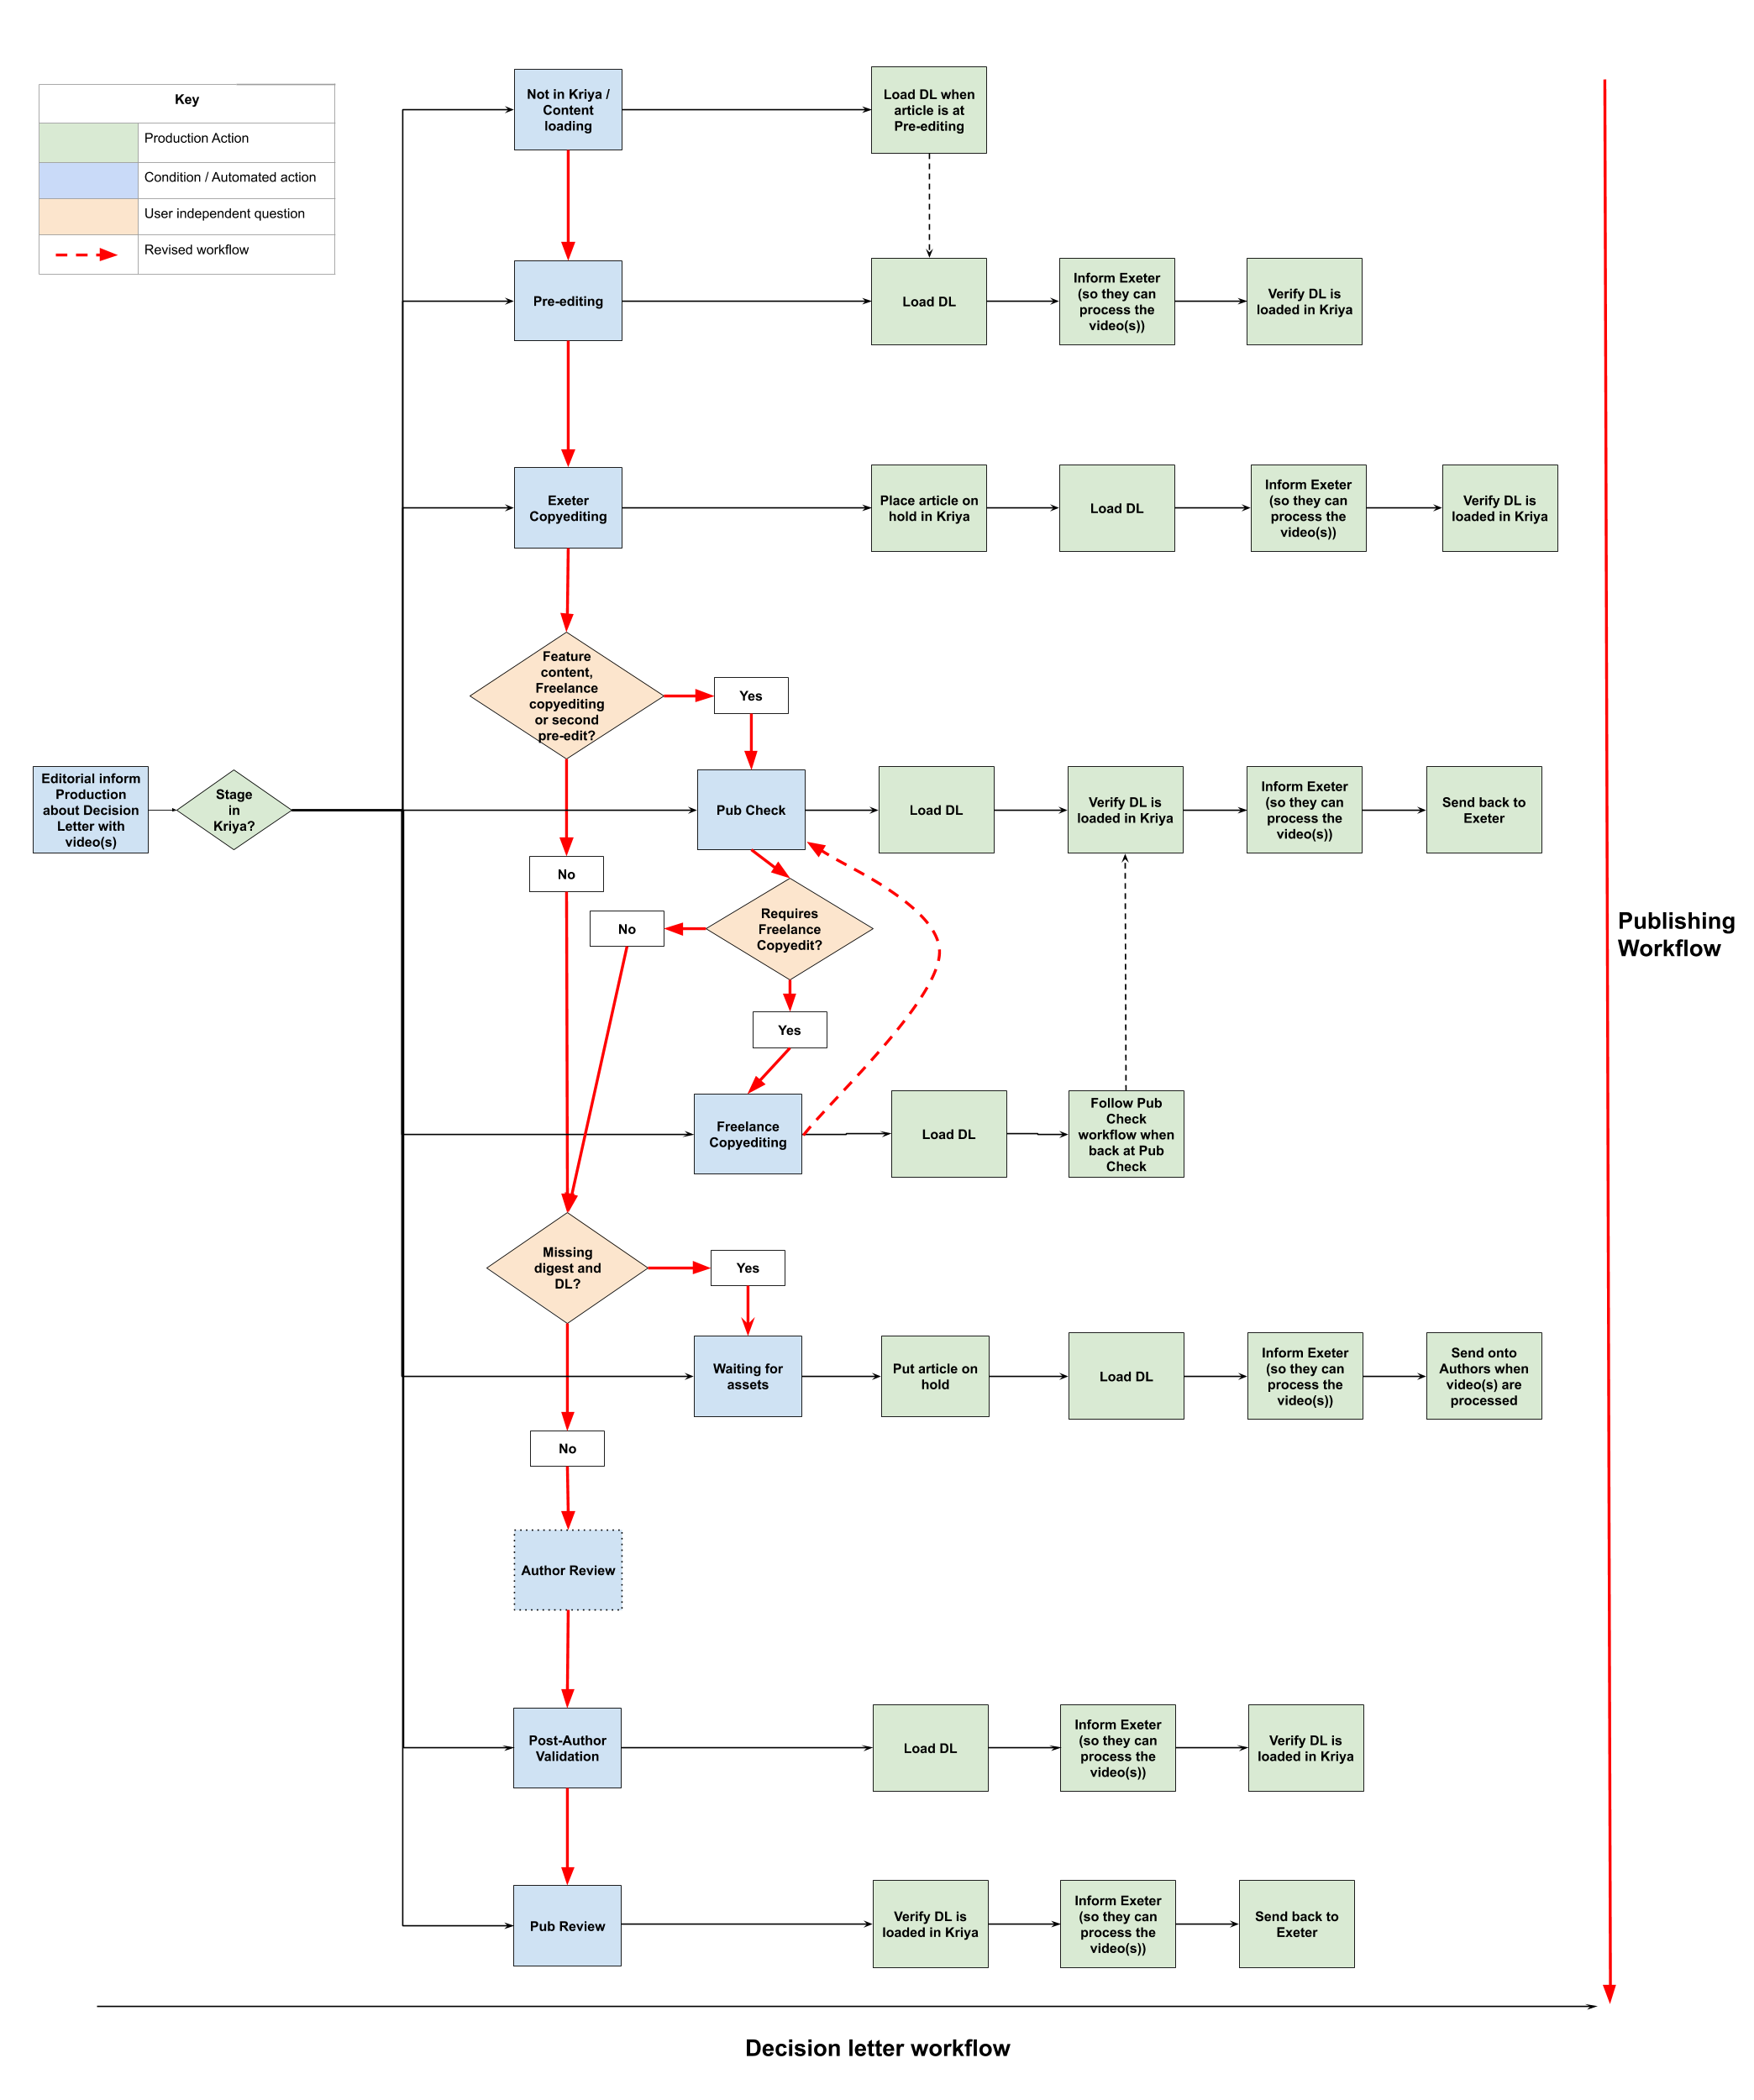 Key
Production Action
Condition / Automated action
User independent question
Revised workflow
Not in Kriya /
Content
loading
Load DL when
article is at
Pre-editing
Pre-editing
Load DL
Inform Exeter
(so they can
process the
video(s))
Verify DL is
loaded in Kriya
Exeter
Copyediting
Place article on
hold in Kriya
Load DL
Inform Exeter
(so they can
process the
video(s))
Verify DL is
loaded in Kriya
Feature
content,
Freelance
copyediting
or second
pre-edit?
Yes
Editorial inform
Production
about Decision
Letter with
video(s)
Stage
in
Kriya?
Pub Check
Load DL
Verify DL is
loaded in Kriya
Inform Exeter
(so they can
process the
video(s))
Send back to
Exeter
No
No
Requires
Freelance
Copyedit?
Publishing
Workflow
Yes
Freelance
Copyediting
Load DL
Follow Pub
Check
workflow when
back at Pub
Check
Missing
digest and
DL?
Yes
Waiting for
assets
Put article on
hold
Load DL
Inform Exeter
(so they can
process the
video(s))
Send onto
Authors when
video(s) are
processed
No
Author Review
Post-Author
Validation
Load DL
Inform Exeter
(so they can
process the
video(s))
Verify DL is
loaded in Kriya
Pub Review
Verify DL is
loaded in Kriya
Inform Exeter
(so they can
process the
video(s))
Send back to
Exeter
Decision letter workflow